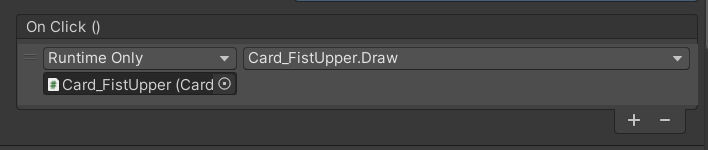 On Click ()
Runtime Only
Card_FistUpper.Draw
Card_FistUpper (Card